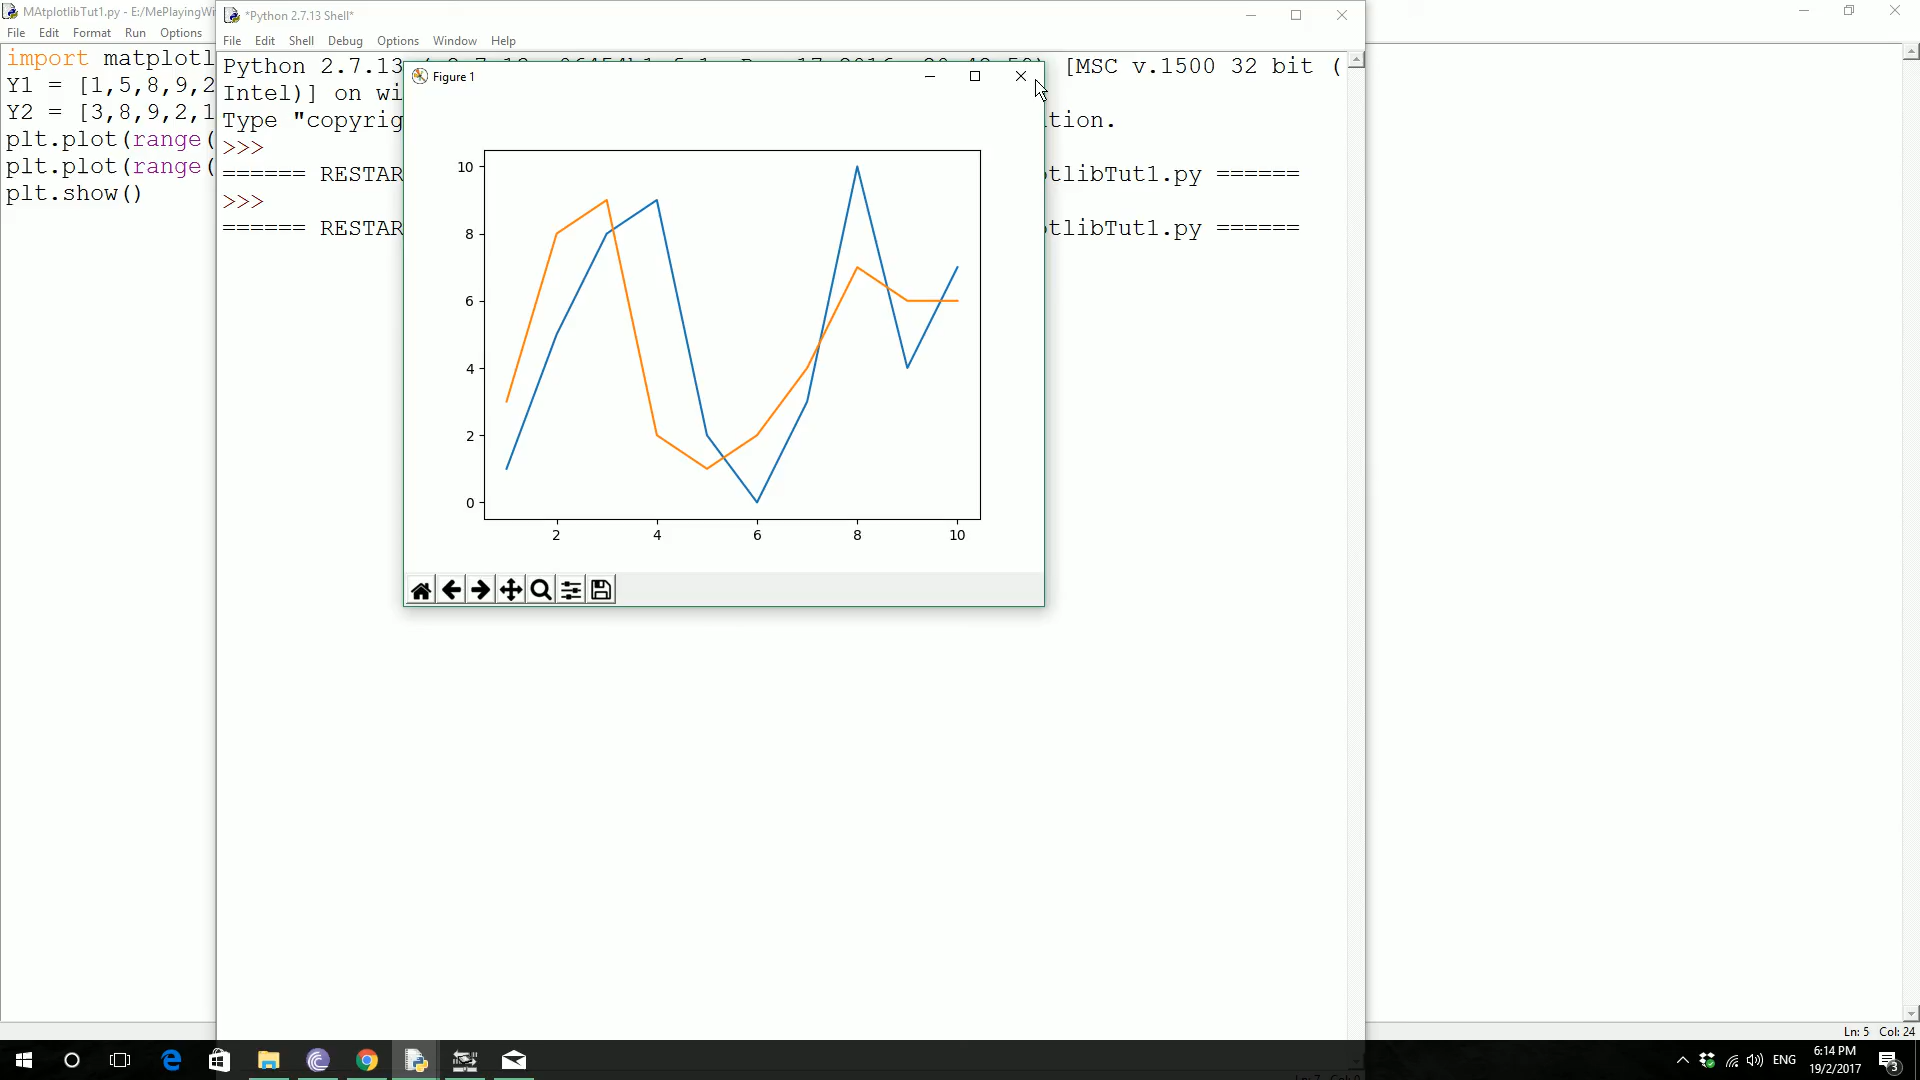 MAtplotlibTut1.py - E:/MePlayingWi
File Edit Format Run Options
import matplotl
Y1 = [1,5,8,9,2
Y2 = [3,8,9,2,1
plt.plot(range(
plt.plot(range(
plt.show()
*Python 2.7.13 Shell*
File Edit Shell Debug Options Window Help
Python 2.7.13 [MSC v.1500 32 bit (
Intel)] on wi
Type "copyrig tion.
>>>
====== RESTAR otlibTut1.py ======
>>>
====== RESTAR otlibTut1.py ======
Figure 1
10
8
6
4
2
0
2 4 6 8 10
Ln: 5 Col: 24
ENG
6:14 PM
19/2/2017
3